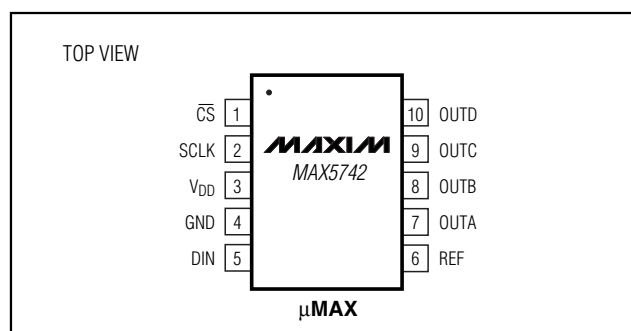 TOP VIEW
C̅S̅ 1
SCLK 2
VDD 3
GND 4
DIN 5
MAXIM
MAX5742
10 OUTD
9 OUTC
8 OUTB
7 OUTA
6 REF
μMAX